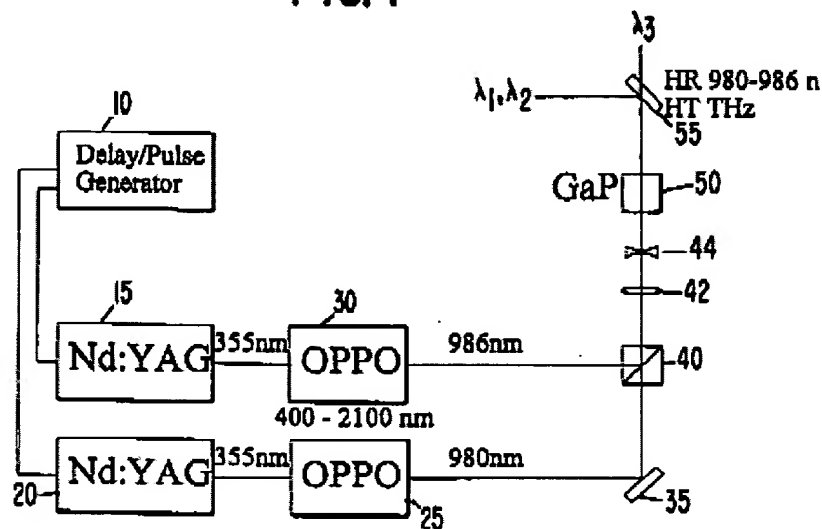 λ3
HR 980-986 n
HT THz
λ1,λ2
55
10
Delay/Pulse
Generator
GaP
50
44
42
15
30
Nd:YAG
355nm
OPPO
986nm
40
400 - 2100 nm
Nd:YAG
355nm
OPPO
980nm
20
25
35